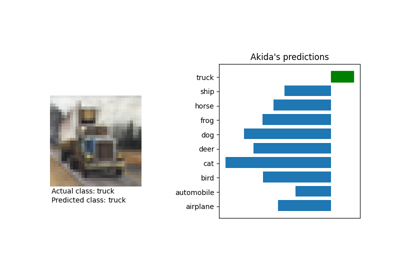 Akida's predictions
truck
ship
horse
frog
dog
deer
cat
bird
automobile
airplane
Actual class: truck
Predicted class: truck